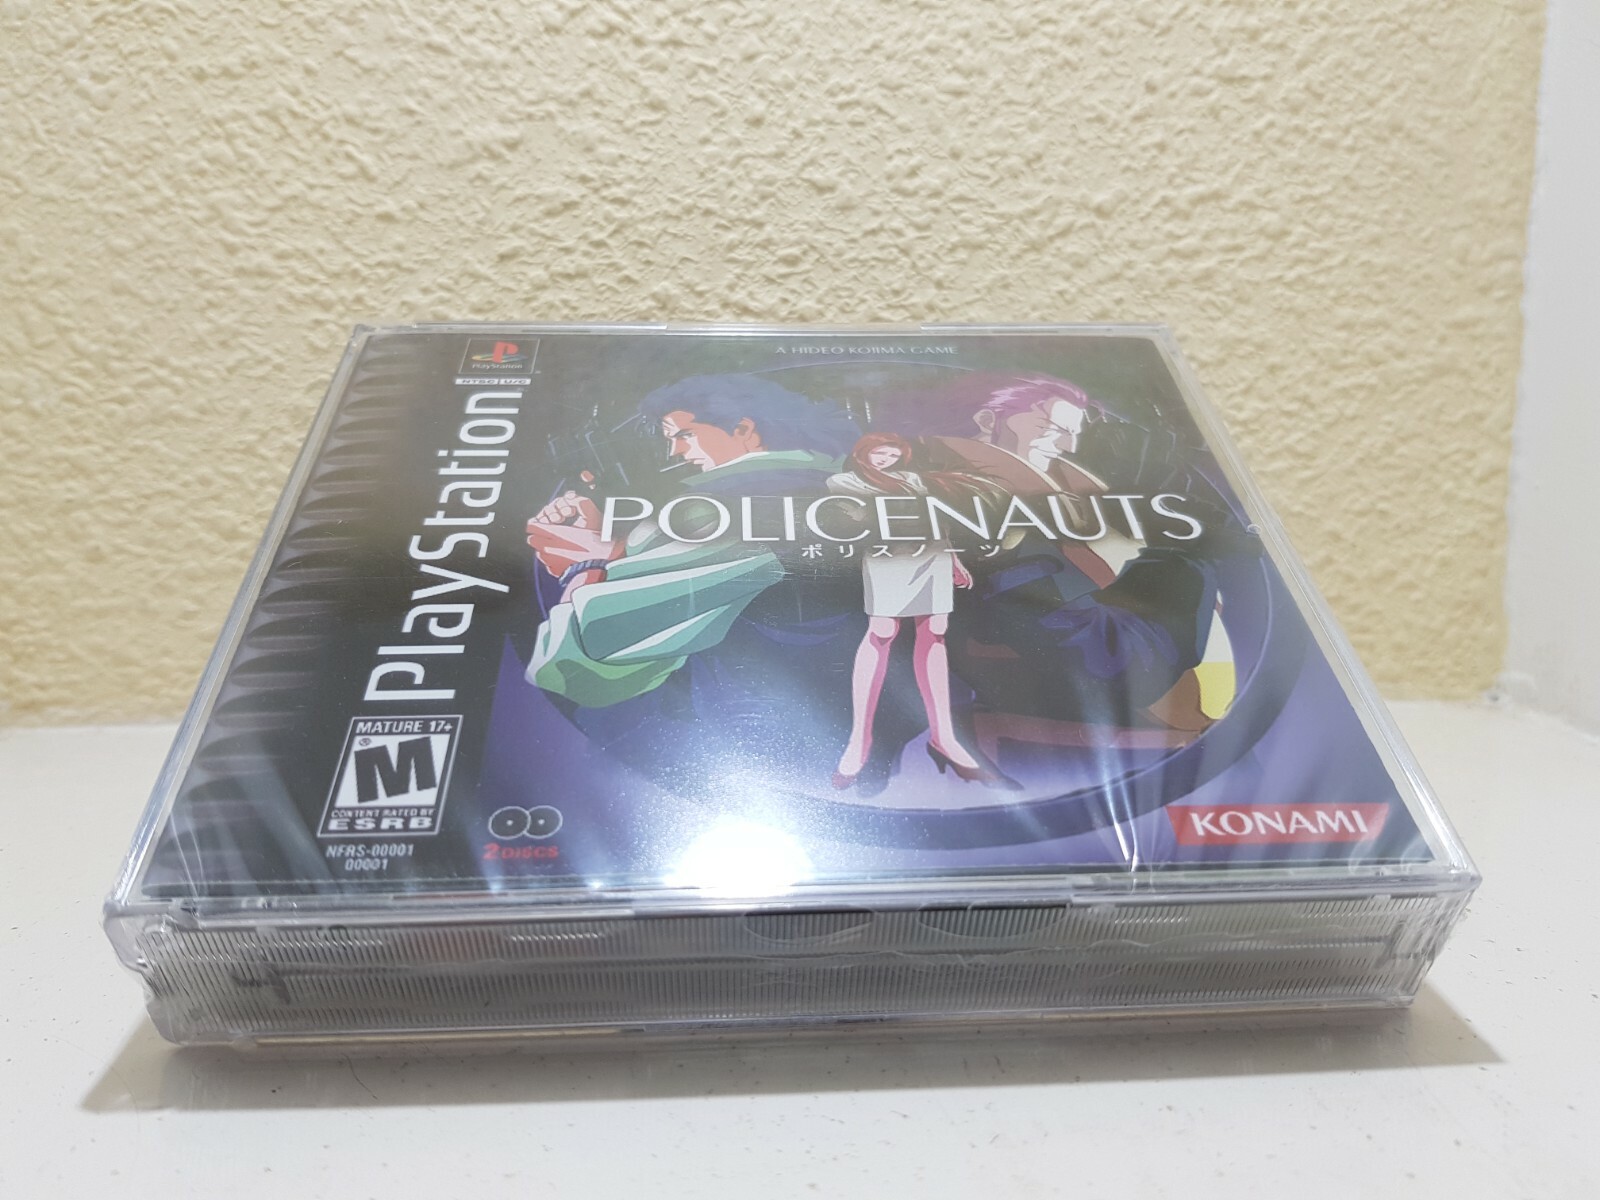 PlayStation
NTSC U/C
PlayStation
A HIDEO KOJIMA GAME
POLICENAUTS
ポリスノーツ
MATURE 17+
M
CONTENT RATED BY
ESRB
NFRS-00001
00001
2 DISCS
KONAMI